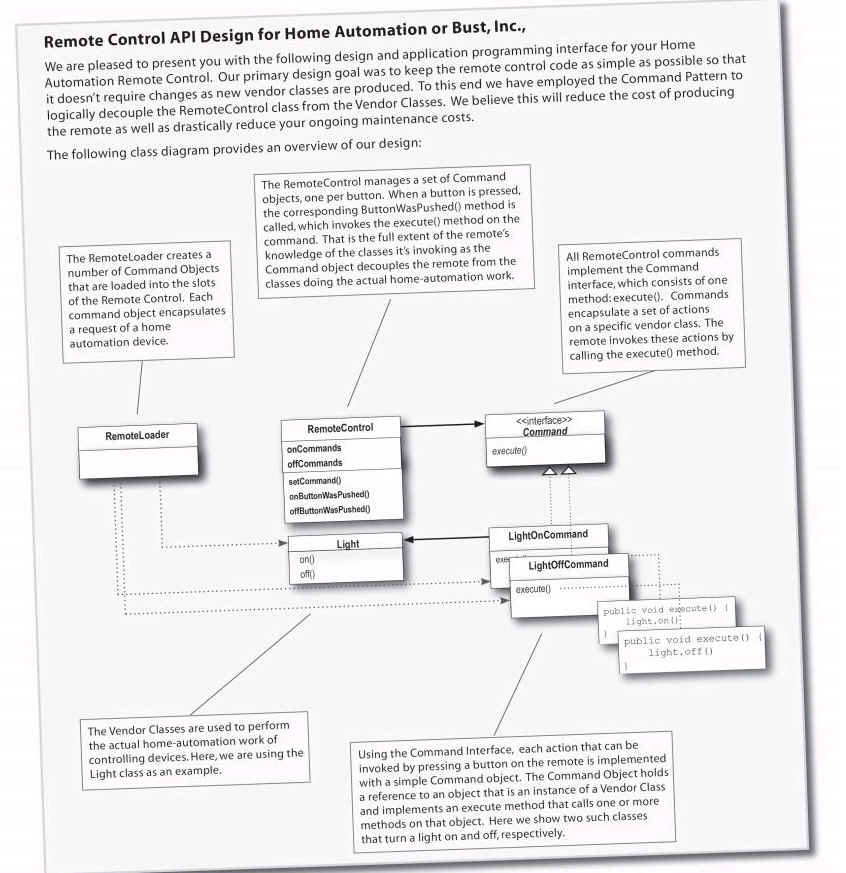 Remote Control API Design for Home Automation or Bust, Inc.,
We are pleased to present you with the following design and application programming interface for your Home
Automation Remote Control. Our primary design goal was to keep the remote control code as simple as possible so that
it doesn't require changes as new vendor classes are produced. To this end we have employed the Command Pattern to
logically decouple the RemoteControl class from the Vendor Classes. We believe this will reduce the cost of producing
the remote as well as drastically reduce your ongoing maintenance costs.
The following class diagram provides an overview of our design:
The RemoteControl manages a set of Command
objects, one per button. When a button is pressed,
the corresponding ButtonWasPushed() method is
called, which invokes the execute() method on the
command. That is the full extent of the remote's
knowledge of the classes it's invoking as the
Command object decouples the remote from the
classes doing the actual home-automation work.
The RemoteLoader creates a
number of Command Objects
that are loaded into the slots
of the Remote Control. Each
command object encapsulates
a request of a home
automation device.
All RemoteControl commands
implement the Command
interface, which consists of one
method: execute(). Commands
encapsulate a set of actions
on a specific vendor class. The
remote invokes these actions by
calling the execute() method.
RemoteLoader
RemoteControl
onCommands
offCommands
setCommand()
onButtonWasPushed()
offButtonWasPushed()
<<interface>>
Command
execute()
Light
on()
off()
LightOnCommand
LightOffCommand
execute()
public void execute() {
light.on();
}
public void execute() {
light.off()
}
The Vendor Classes are used to perform
the actual home-automation work of
controlling devices. Here, we are using the
Light class as an example.
Using the Command Interface, each action that can be
invoked by pressing a button on the remote is implemented
with a simple Command object. The Command Object holds
a reference to an object that is an instance of a Vendor Class
and implements an execute method that calls one or more
methods on that object. Here we show two such classes
that turn a light on and off, respectively.